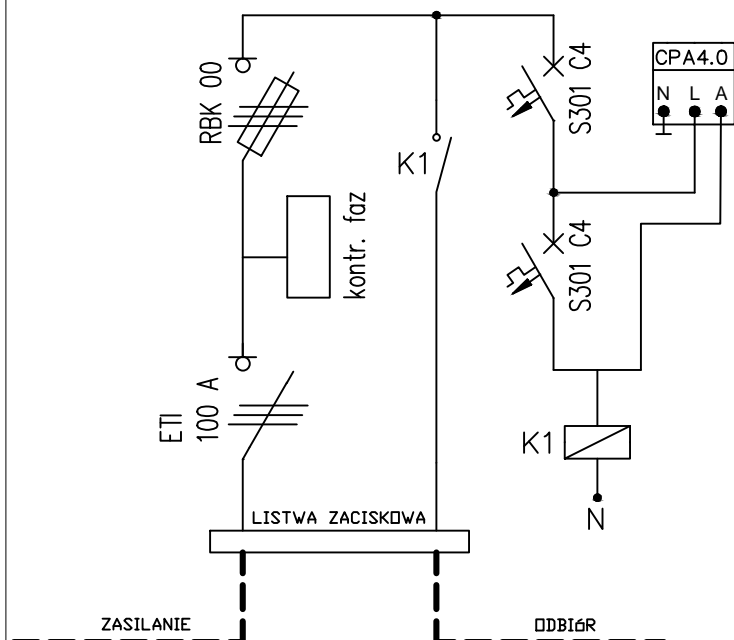 RBK 00
K1
S301 C4
CPA4.0
N L A
kontr. faz
S301 C4
ETI
100 A
K1
N
LISTWA ZACISKOWA
ZASILANIE
ODBIóR